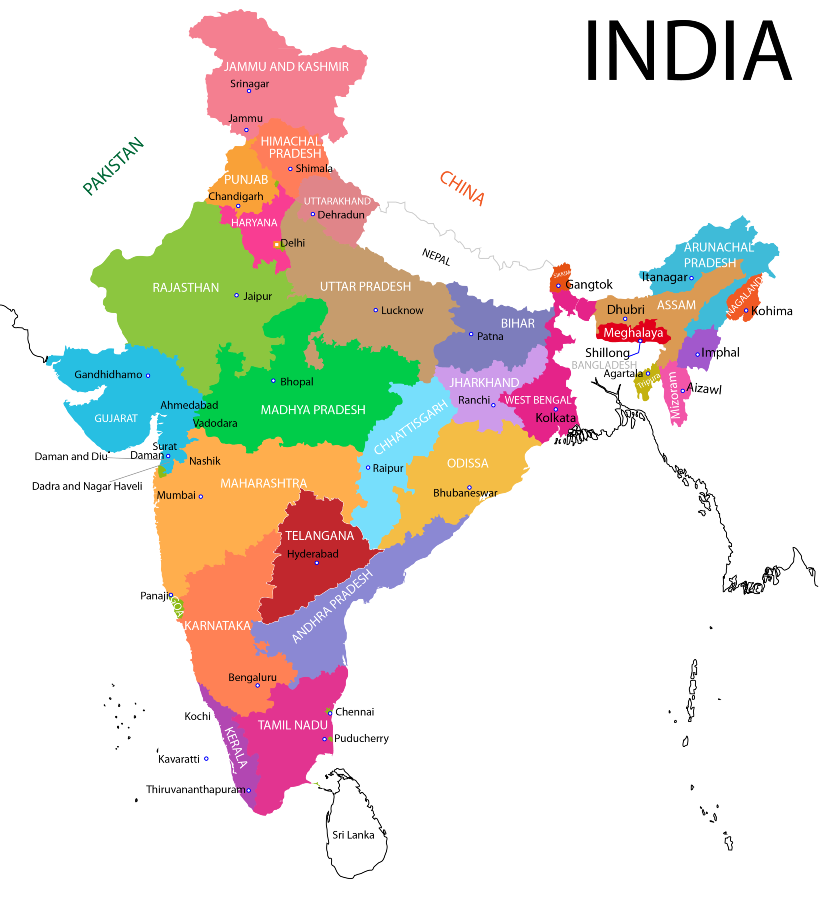 INDIA
JAMMU AND KASHMIR
Srinagar
Jammu
HIMACHAL
PRADESH
PAKISTAN
Shimala
CHINA
PUNJAB
Chandigarh
UTTARAKHAND
Dehradun
HARYANA
Delhi
NEPAL
ARUNACHAL
PRADESH
Itanagar
SIKKIM
Gangtok
NAGALAND
RAJASTHAN
Jaipur
UTTAR PRADESH
Lucknow
ASSAM
Dhubri
Kohima
BIHAR
Patna
Meghalaya
Shillong
Imphal
BANGLADESH
Agartala
Tripura
Mizoram
Aizawl
Gandhidhamo
Bhopal
JHARKHAND
Ranchi
WEST BENGAL
Kolkata
GUJARAT
Ahmedabad
Vadodara
MADHYA PRADESH
CHHATTISGARH
Surat
Daman and Diu
Daman
Nashik
Raipur
ODISSA
Dadra and Nagar Haveli
Mumbai
MAHARASHTRA
Bhubaneswar
TELANGANA
Hyderabad
Panaji
GOA
KARNATAKA
ANDHRA PRADESH
Bengaluru
Kochi
KERALA
TAMIL NADU
Chennai
Puducherry
Kavaratti
Thiruvananthapuram
Sri Lanka